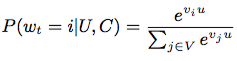 P(w_t = i|U, C) = \frac{e^{v_i u}}{\sum_{j \in V} e^{v_j u}}